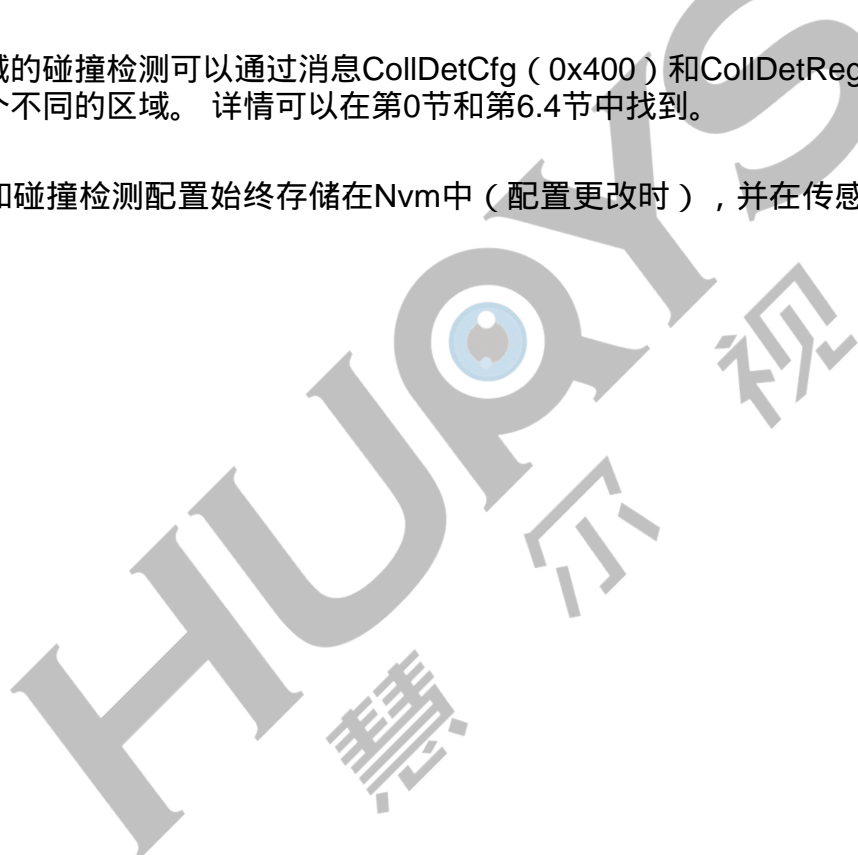 的碰撞检测可以通过消息CollDetCfg（0x400）和CollDetReg
不同的区域。 详情可以在第0节和第6.4节中找到。
碰撞检测配置始终存储在Nvm中（配置更改时），并在传感
HURYS
慧尔视